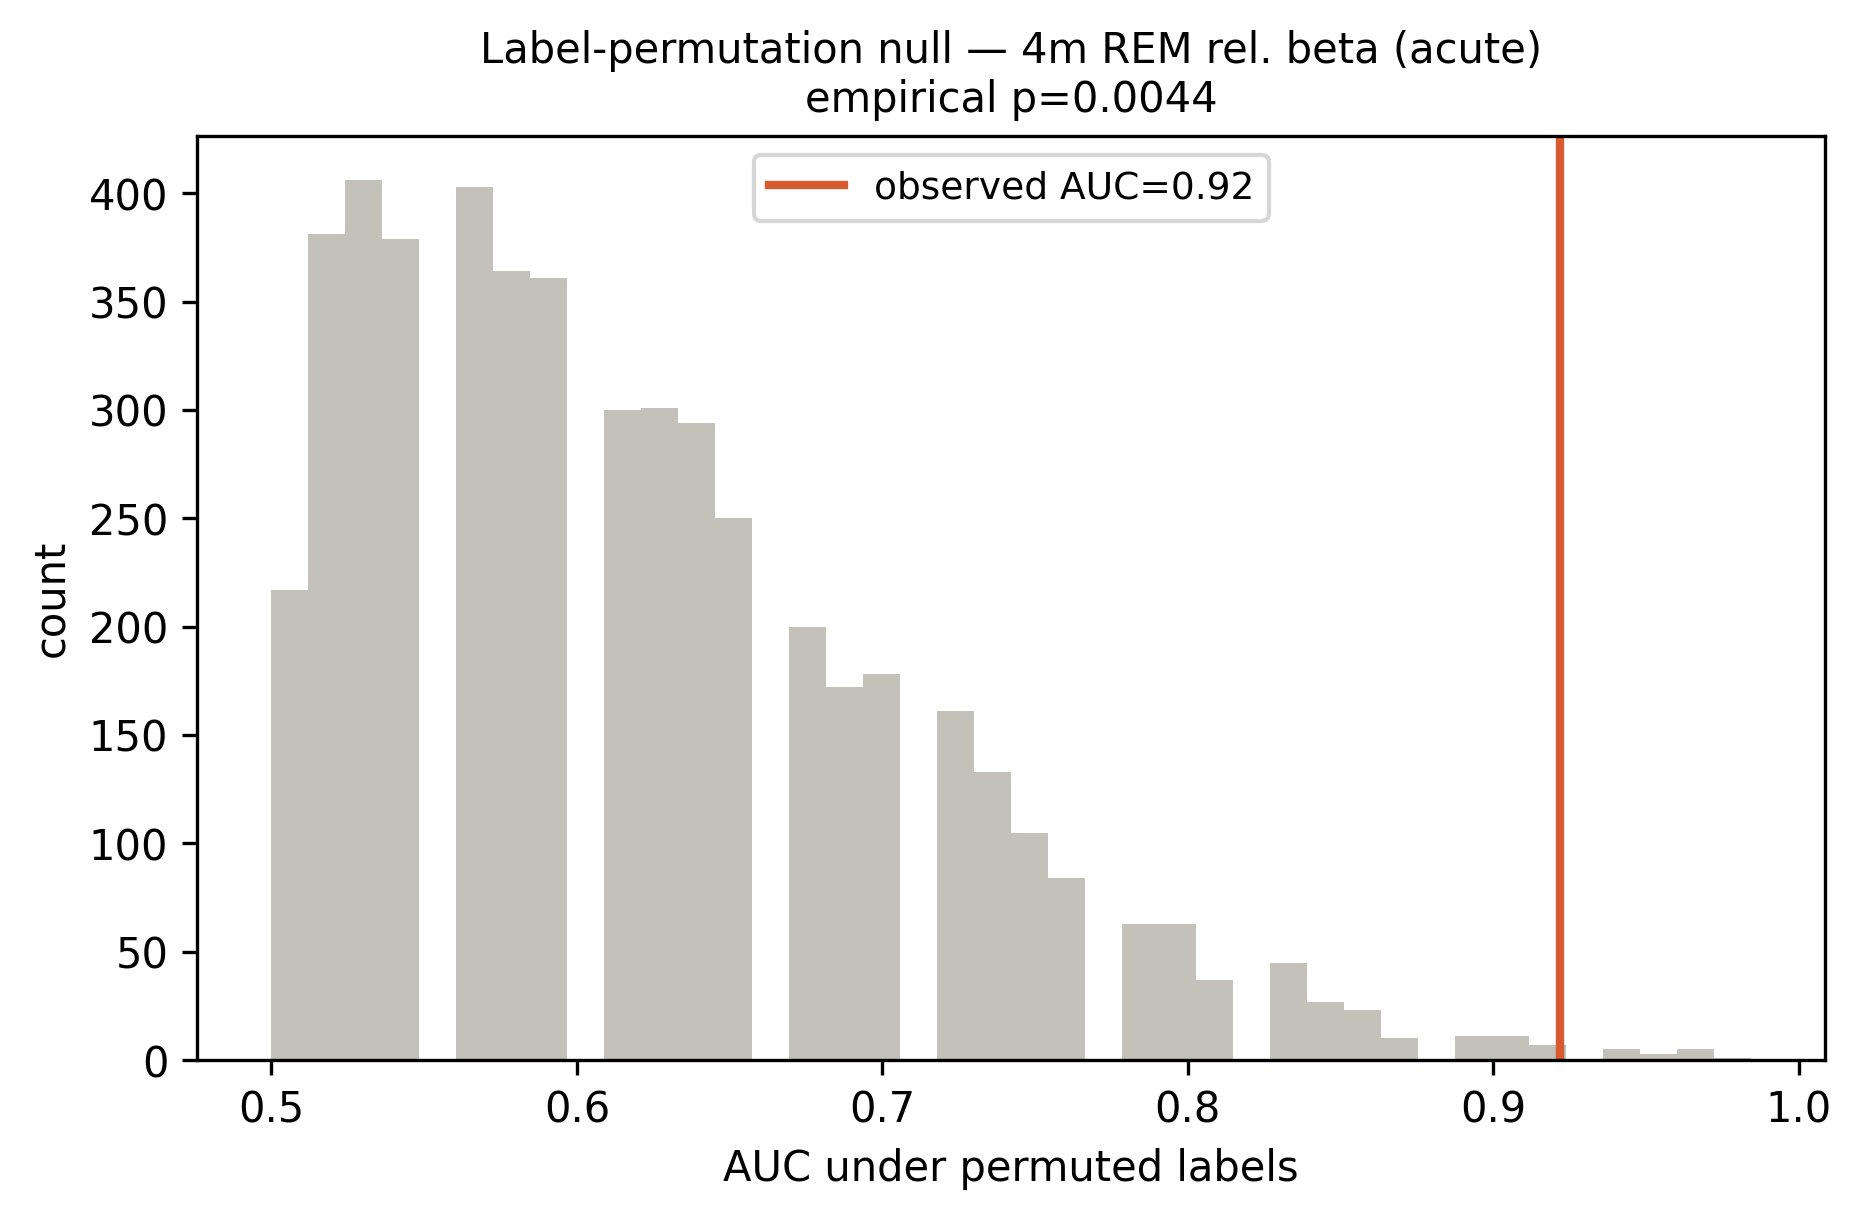 Label-permutation null — 4m REM rel. beta (acute)
empirical p=0.0044
observed AUC=0.92
400
350
300
250
200
150
100
50
0
count
0.5 0.6 0.7 0.8 0.9 1.0
AUC under permuted labels